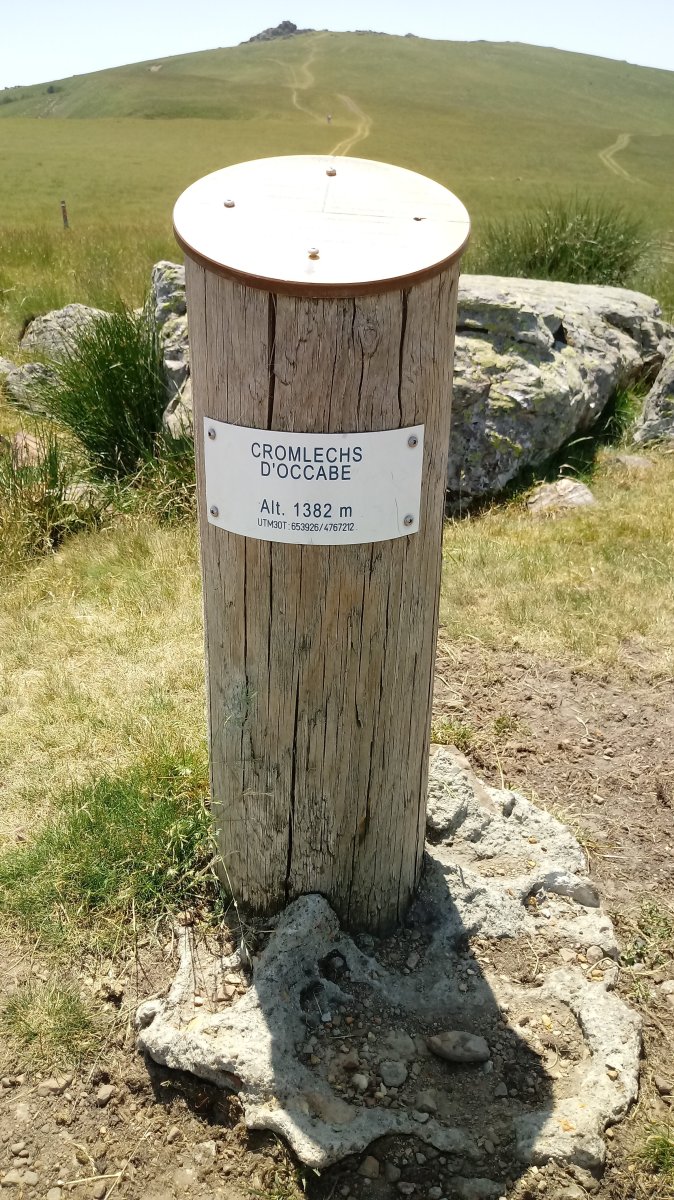 CROMLECHS
D'OCCABE
Alt. 1382 m
UTM30T: 653926/4767212